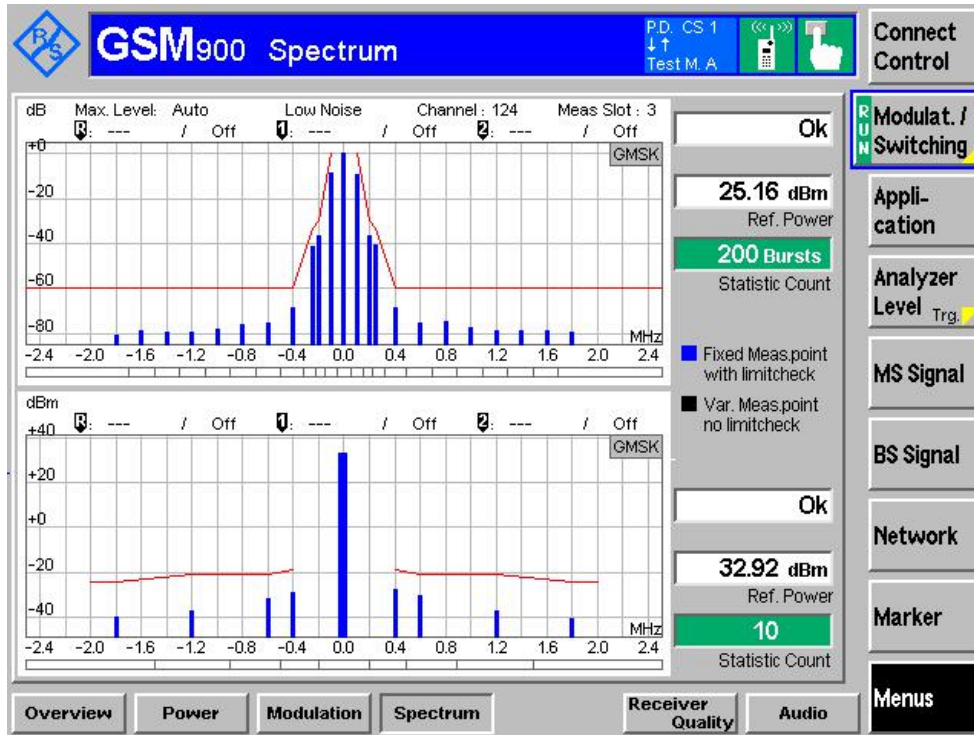 R&S
GSM900 Spectrum
P.D. CS 1
↓↑
Test M. A
Connect Control
dB Max. Level: Auto Low Noise Channel : 124 Meas Slot : 3
R: --- / Off 1: --- / Off 2: --- / Off
GMSK
+0
-20
-40
-60
-80
MHz
-2.4 -2.0 -1.6 -1.2 -0.8 -0.4 0.0 0.4 0.8 1.2 1.6 2.0 2.4
Ok
25.16 dBm
Ref. Power
200 Bursts
Statistic Count
Fixed Meas.point
with limitcheck
Var. Meas.point
no limitcheck
dBm
R: --- / Off 1: --- / Off 2: --- / Off
GMSK
+40
+20
+0
-20
-40
MHz
-2.4 -2.0 -1.6 -1.2 -0.8 -0.4 0.0 0.4 0.8 1.2 1.6 2.0 2.4
Ok
32.92 dBm
Ref. Power
10
Statistic Count
RUN
Modulat. /
Switching
Appli-
cation
Analyzer
Level Trg.
MS Signal
BS Signal
Network
Marker
Menus
Overview Power Modulation Spectrum Receiver Quality Audio